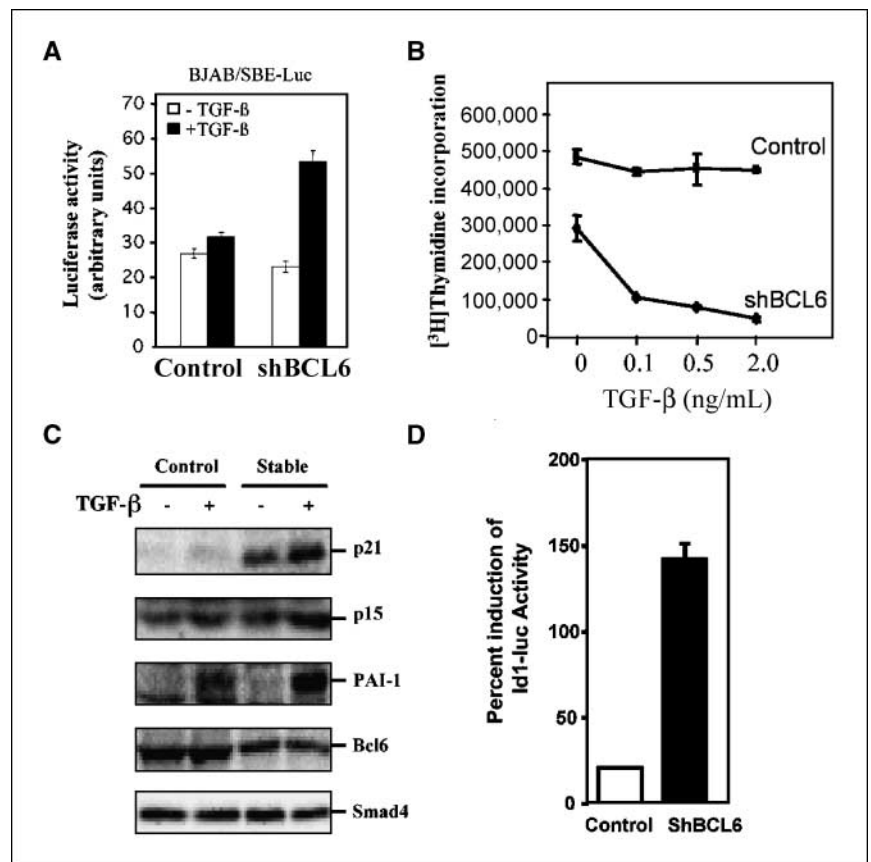 A
BJAB/SBE-Luc
Luciferase activity
(arbitrary units)
70
60
50
40
30
20
10
0
- TGF-ß
+TGF-ß
Control shBCL6
B
[³H]Thymidine incorporation
600,000
500,000
400,000
300,000
200,000
100,000
0
Control
shBCL6
0 0.1 0.5 2.0
TGF-β (ng/mL)
C
Control Stable
TGF-β - + - +
p21
p15
PAI-1
Bcl6
Smad4
D
Percent induction of
Id1-luc Activity
200
150
100
50
0
Control ShBCL6